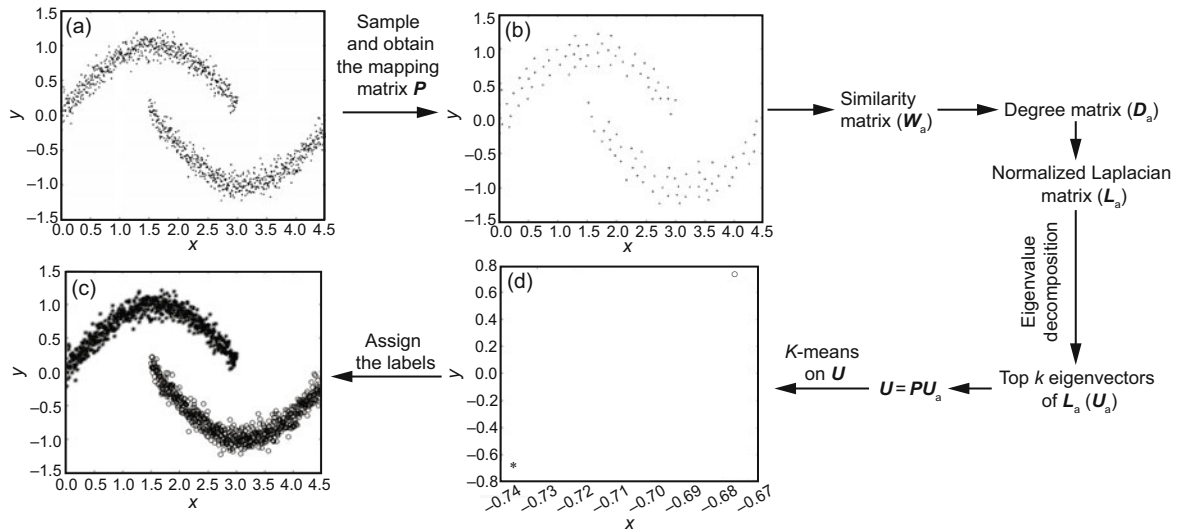 (a)
1.5
1.0
0.5
0.0
–0.5
–1.0
–1.5
y
0.0 0.5 1.0 1.5 2.0 2.5 3.0 3.5 4.0 4.5
x
Sample
and obtain
the mapping
matrix P
(b)
1.5
1.0
0.5
0.0
–0.5
–1.0
–1.5
y
0.0 0.5 1.0 1.5 2.0 2.5 3.0 3.5 4.0 4.5
x
Similarity
matrix (Wa)
Degree matrix (Da)
Normalized Laplacian
matrix (La)
Eigenvalue
decomposition
Top k eigenvectors
of La (Ua)
U = PUa
K-means
on U
(d)
0.8
0.6
0.4
0.2
0.0
–0.2
–0.4
–0.6
–0.8
y
–0.74 –0.73 –0.72 –0.71 –0.70 –0.69 –0.68 –0.67
x
Assign
the labels
(c)
1.5
1.0
0.5
0.0
–0.5
–1.0
–1.5
y
0.0 0.5 1.0 1.5 2.0 2.5 3.0 3.5 4.0 4.5
x